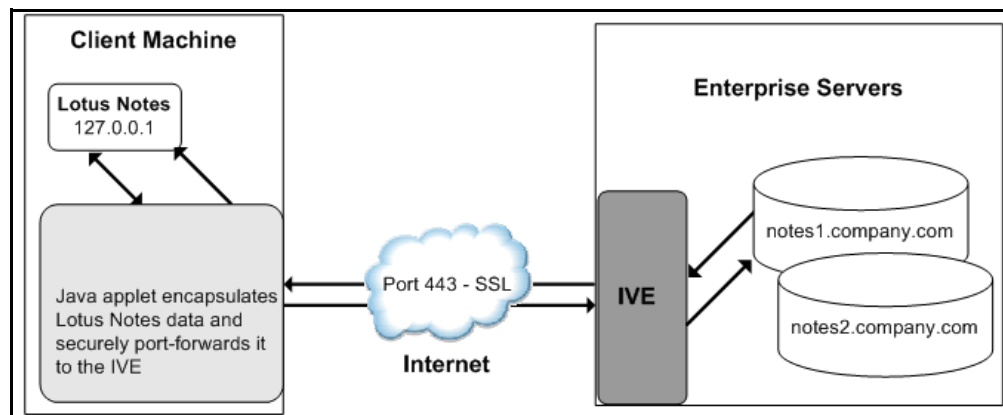 Client Machine
Lotus Notes
127.0.0.1
Java applet encapsulates
Lotus Notes data and
securely port-forwards it
to the IVE
Port 443 - SSL
Internet
Enterprise Servers
IVE
notes1.company.com
notes2.company.com